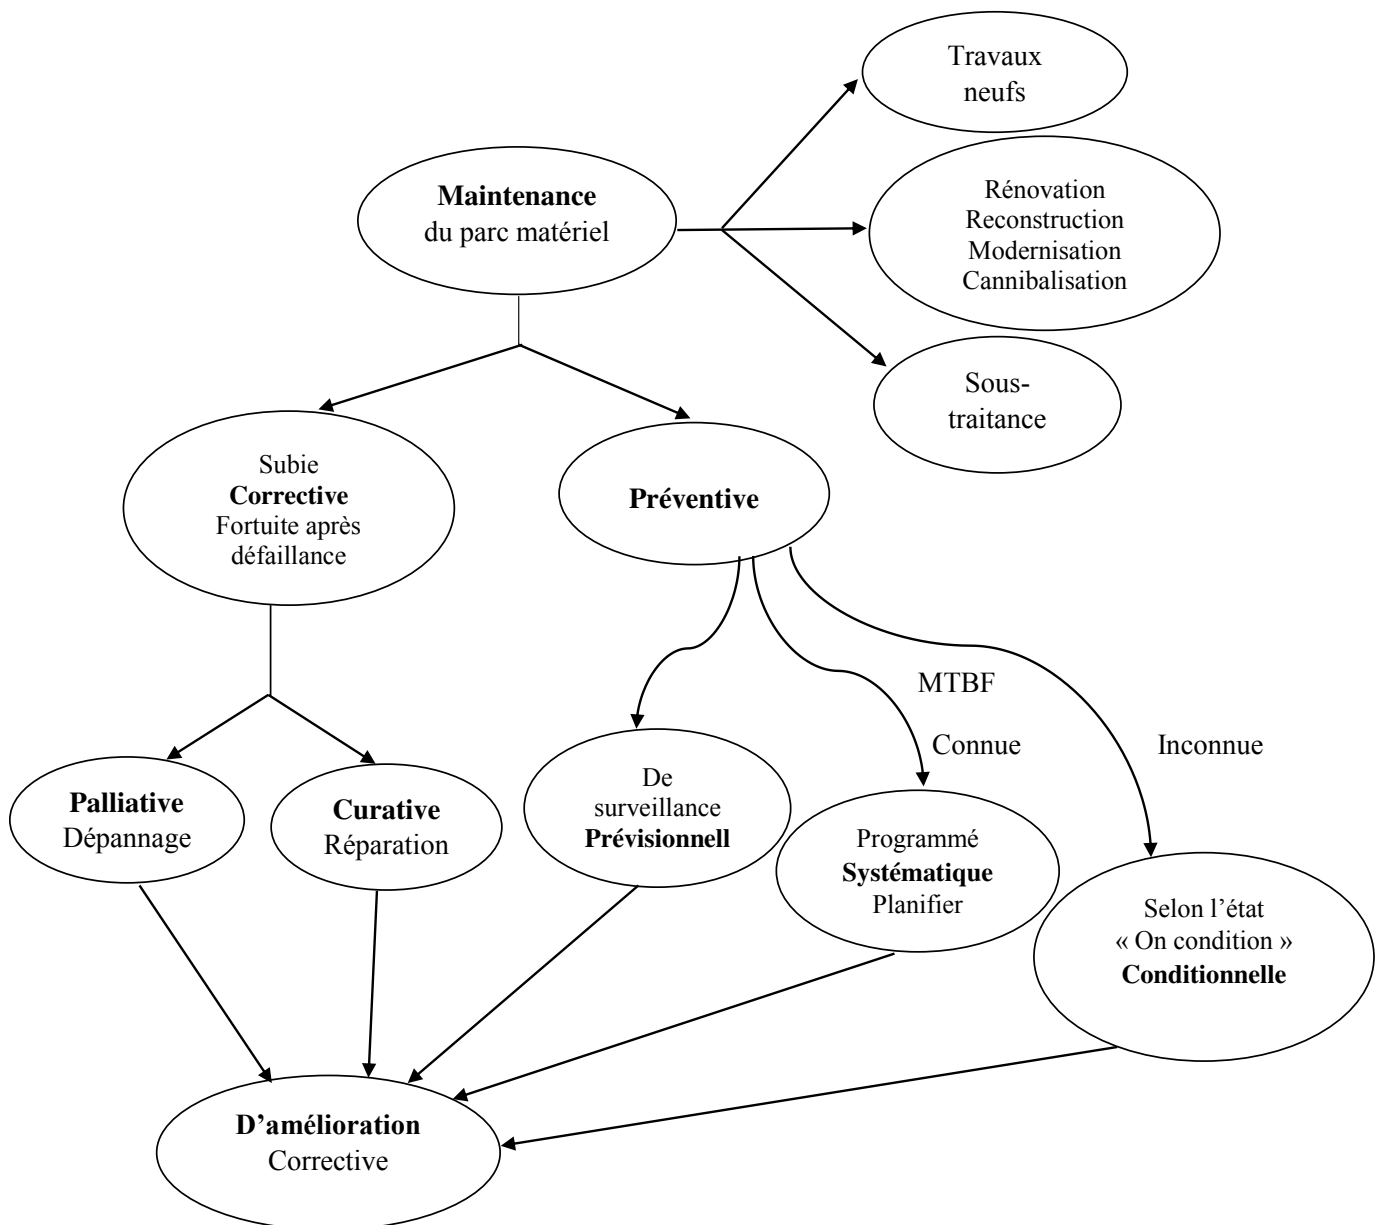 Travaux
neufs
Maintenance
du parc matériel
Rénovation
Reconstruction
Modernisation
Cannibalisation
Sous-
traitance
Subie
Corrective
Fortuite après
défaillance
Préventive
MTBF
Connue
Inconnue
Palliative
Dépannage
Curative
Réparation
De
surveillance
Prévisionnell
Programmé
Systématique
Planifier
Selon l’état
« On condition »
Conditionnelle
D’amélioration
Corrective